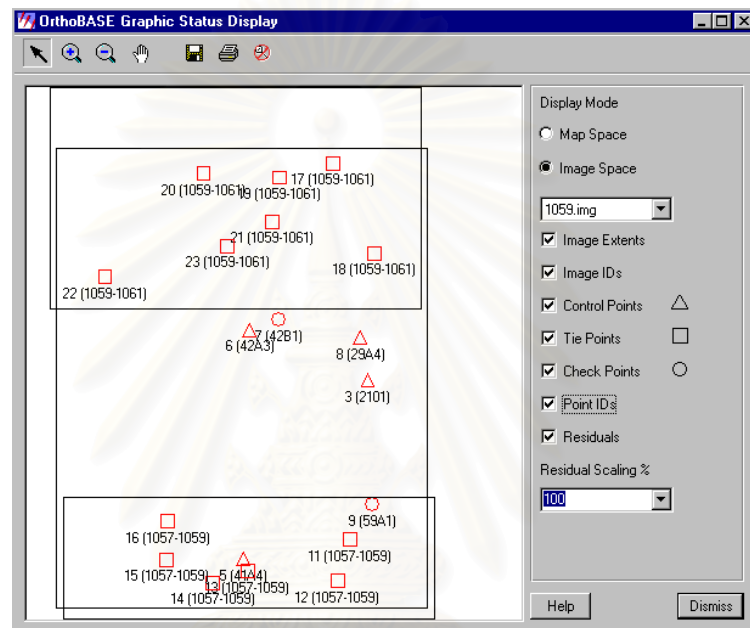 OrthoBASE Graphic Status Display
20 (1059-1061)
17 (1059-1061)
19 (1059-1061)
21 (1059-1061)
23 (1059-1061)
18 (1059-1061)
22 (1059-1061)
7 (42B1)
6 (42A3)
8 (29A4)
3 (2101)
9 (59A1)
16 (1057-1059)
11 (1057-1059)
15 (1057-1059)
5 (41A4)
13 (1057-1059)
14 (1057-1059)
12 (1057-1059)
Display Mode
Map Space
Image Space
1059.img
Image Extents
Image IDs
Control Points
Tie Points
Check Points
Point IDs
Residuals
Residual Scaling %
100
Help
Dismiss